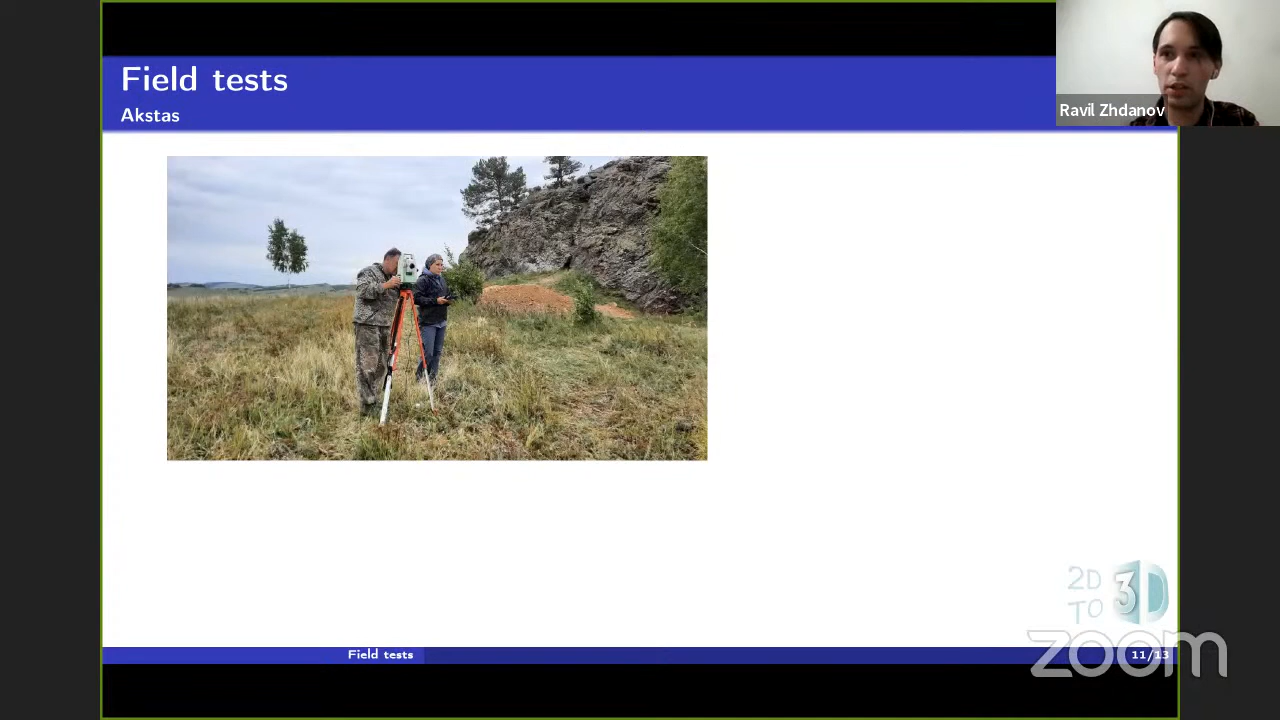 Field tests
Akstas
Ravil Zhdanov
2D
TO 3D
zoom
Field tests
11/13